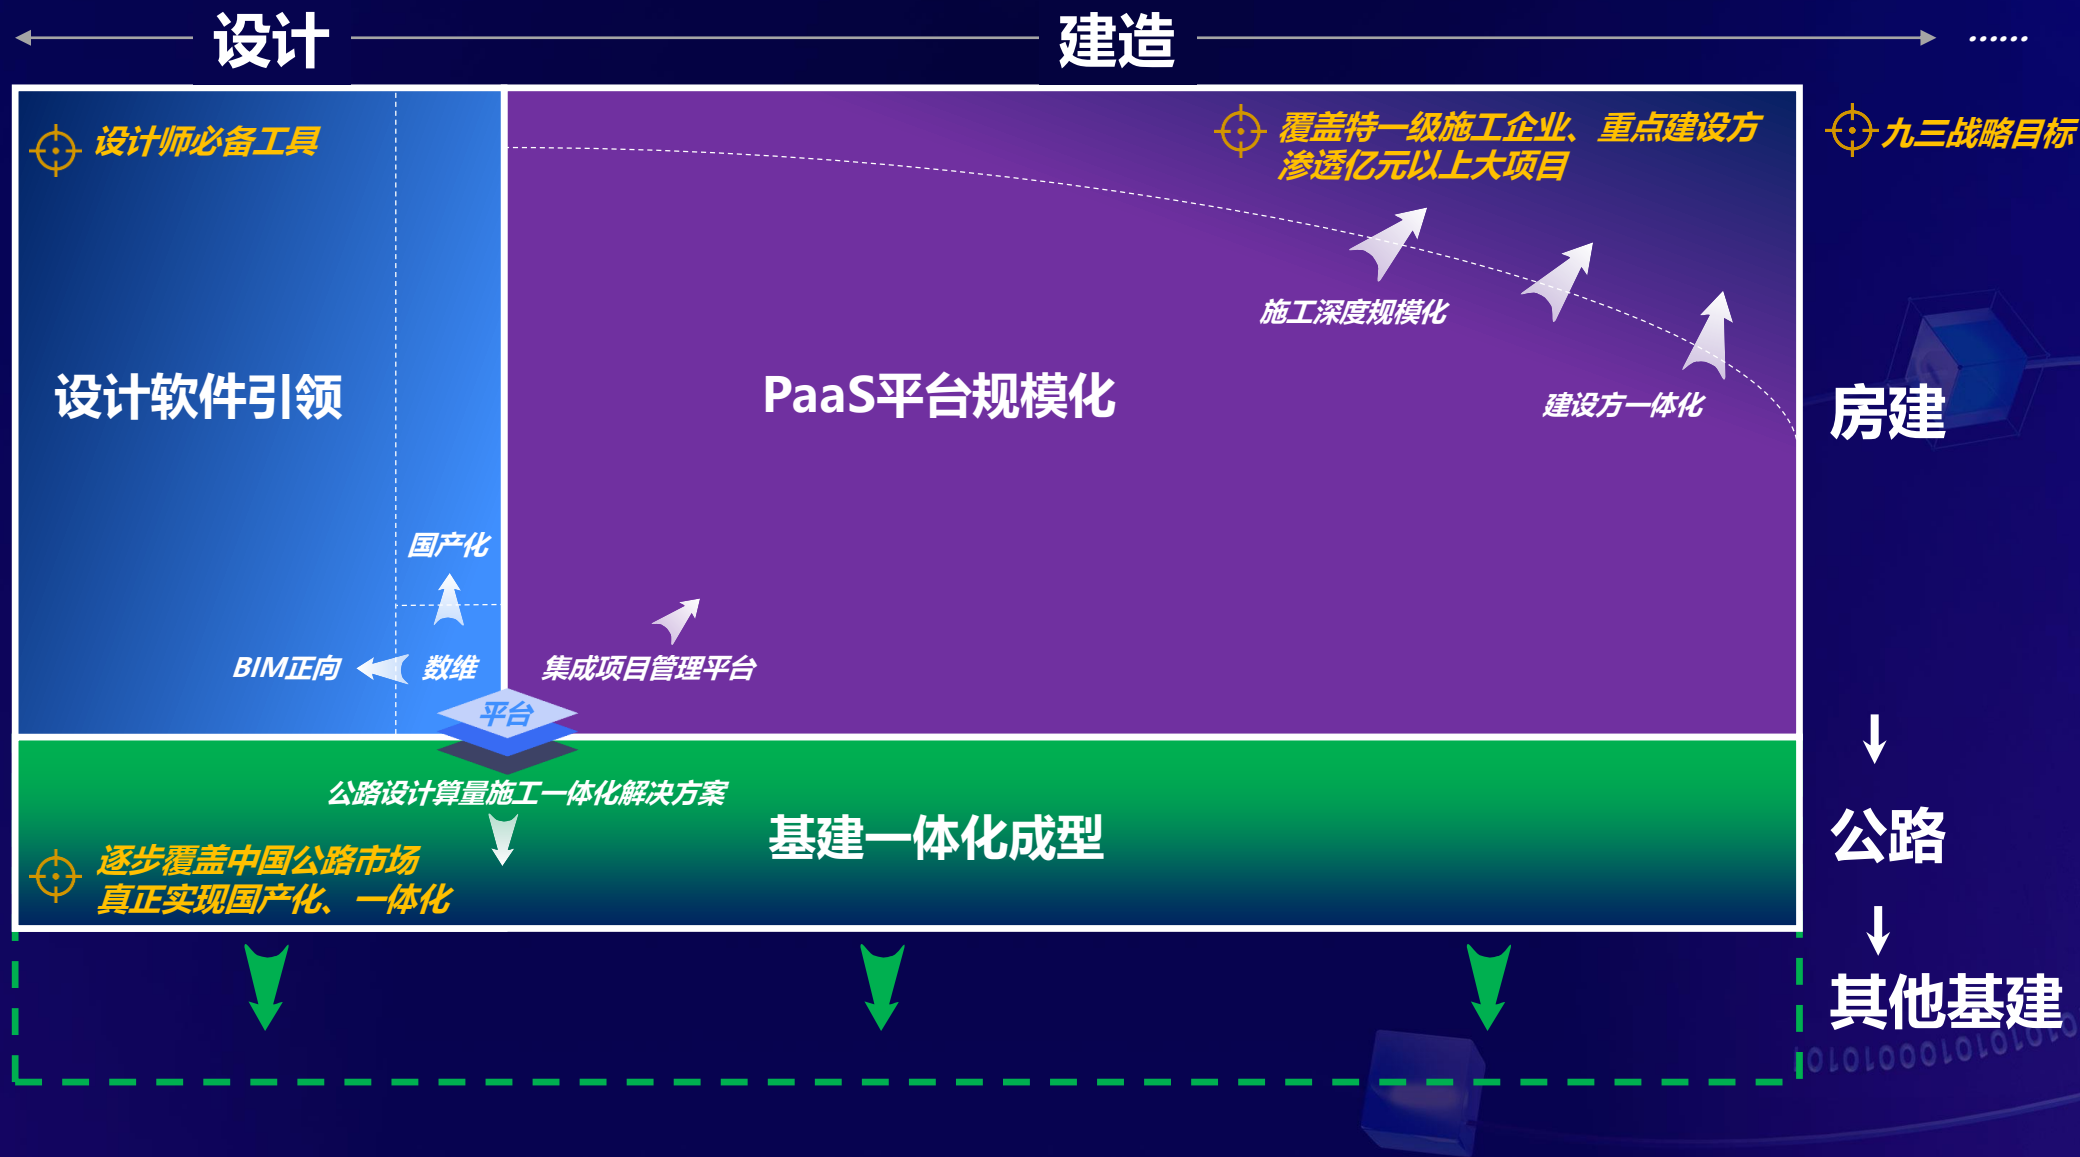 设计
建造
......
设计师必备工具
覆盖特一级施工企业、重点建设方
渗透亿元以上大项目
九三战略目标
施工深度规模化
设计软件引领
PaaS平台规模化
建设方一体化
房建
国产化
BIM正向
数维
集成项目管理平台
平台
公路设计算量施工一体化解决方案
基建一体化成型
公路
逐步覆盖中国公路市场
真正实现国产化、一体化
其他基建